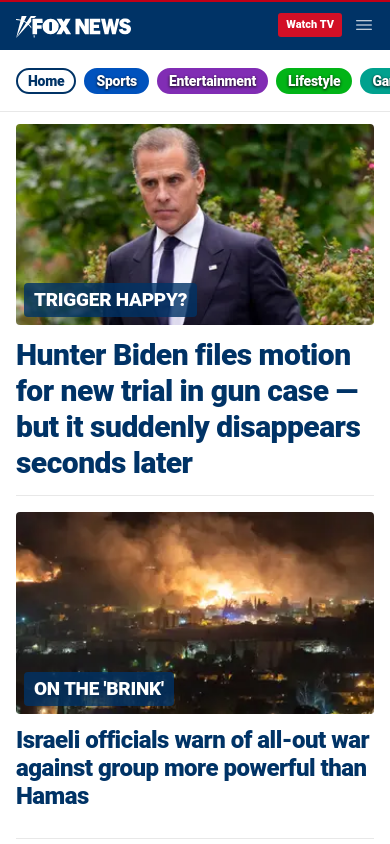 FOX NEWS
Watch TV
Home
Sports
Entertainment
Lifestyle
TRIGGER HAPPY?
Hunter Biden files motion
for new trial in gun case —
but it suddenly disappears
seconds later
ON THE 'BRINK'
Israeli officials warn of all-out war
against group more powerful than
Hamas